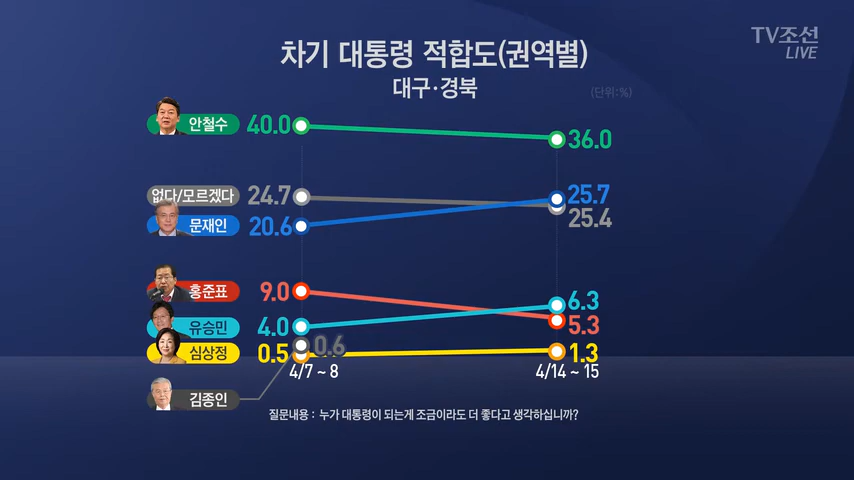 차기 대통령 적합도(권역별)
TV조선
LIVE
대구·경북
(단위:%)
안철수 40.0 36.0
없다/모르겠다 24.7 25.4
문재인 20.6 25.7
홍준표 9.0 5.3
유승민 4.0 6.3
심상정 0.5 1.3
김종인 0.6
4/7 ~ 8 4/14 ~ 15
질문내용 : 누가 대통령이 되는게 조금이라도 더 좋다고 생각하십니까?